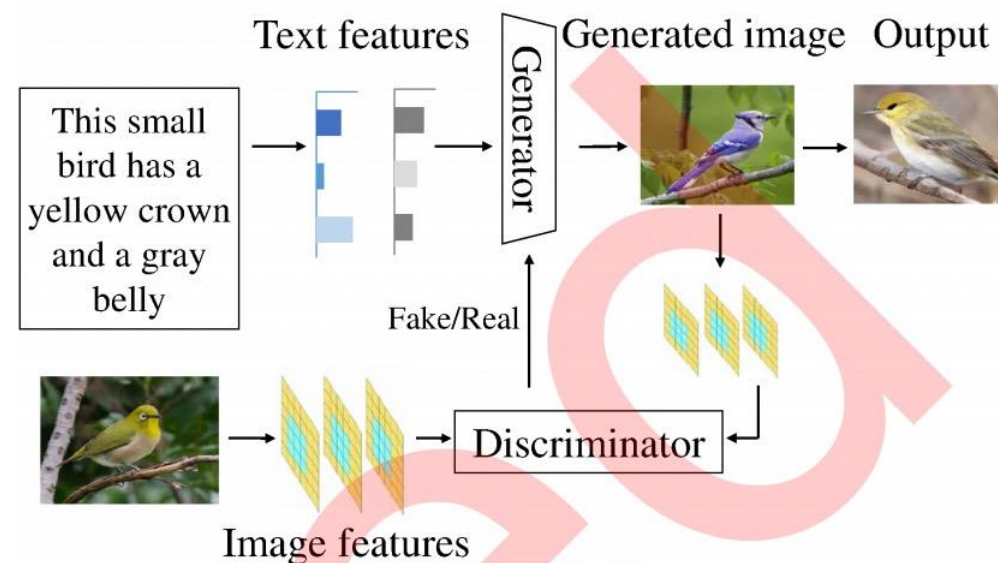 Text features
Generator
Generated image
Output
This small
bird has a
yellow crown
and a gray
belly
Fake/Real
Discriminator
Image features